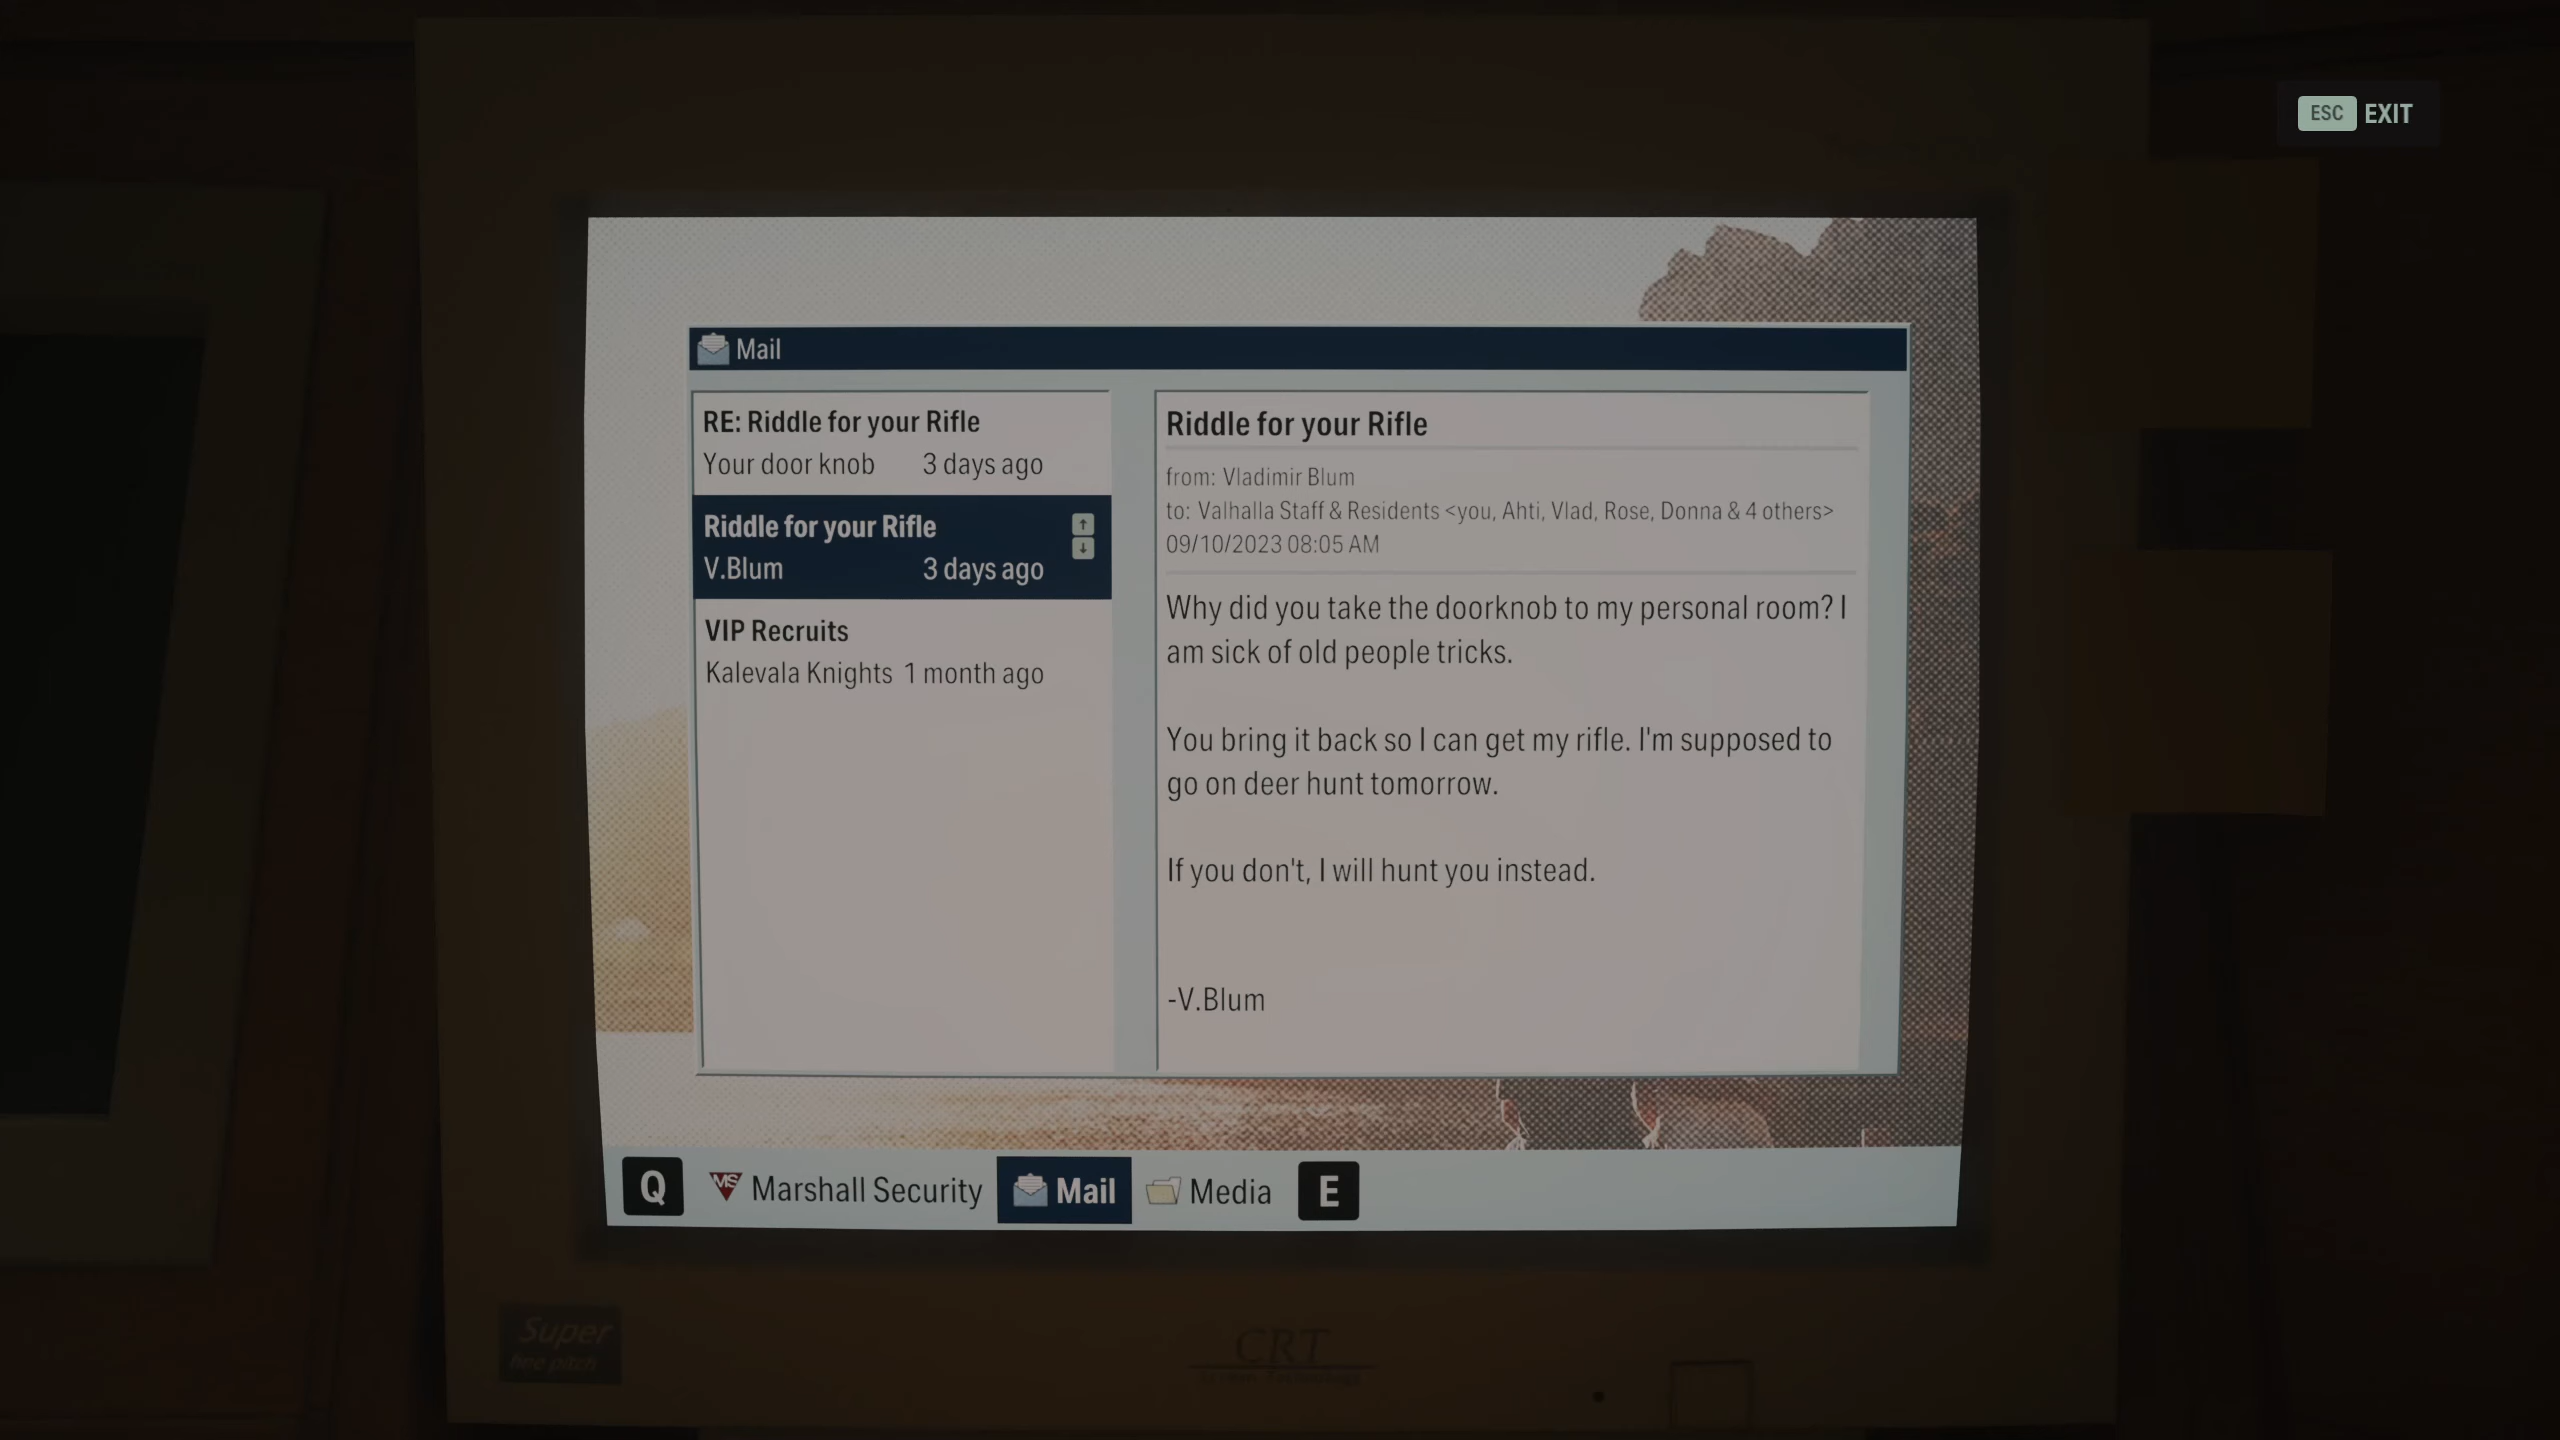 ESC EXIT
Mail
RE: Riddle for your Rifle
Your door knob 3 days ago
Riddle for your Rifle
V.Blum 3 days ago
VIP Recruits
Kalevala Knights 1 month ago
Riddle for your Rifle
from: Vladimir Blum
to: Valhalla Staff & Residents <you, Ahti, Vlad, Rose, Donna & 4 others>
09/10/2023 08:05 AM
Why did you take the doorknob to my personal room? I
am sick of old people tricks.
You bring it back so I can get my rifle. I'm supposed to
go on deer hunt tomorrow.
If you don't, I will hunt you instead.
-V.Blum
Q MS Marshall Security Mail Media E
Super
fine pitch
CRT